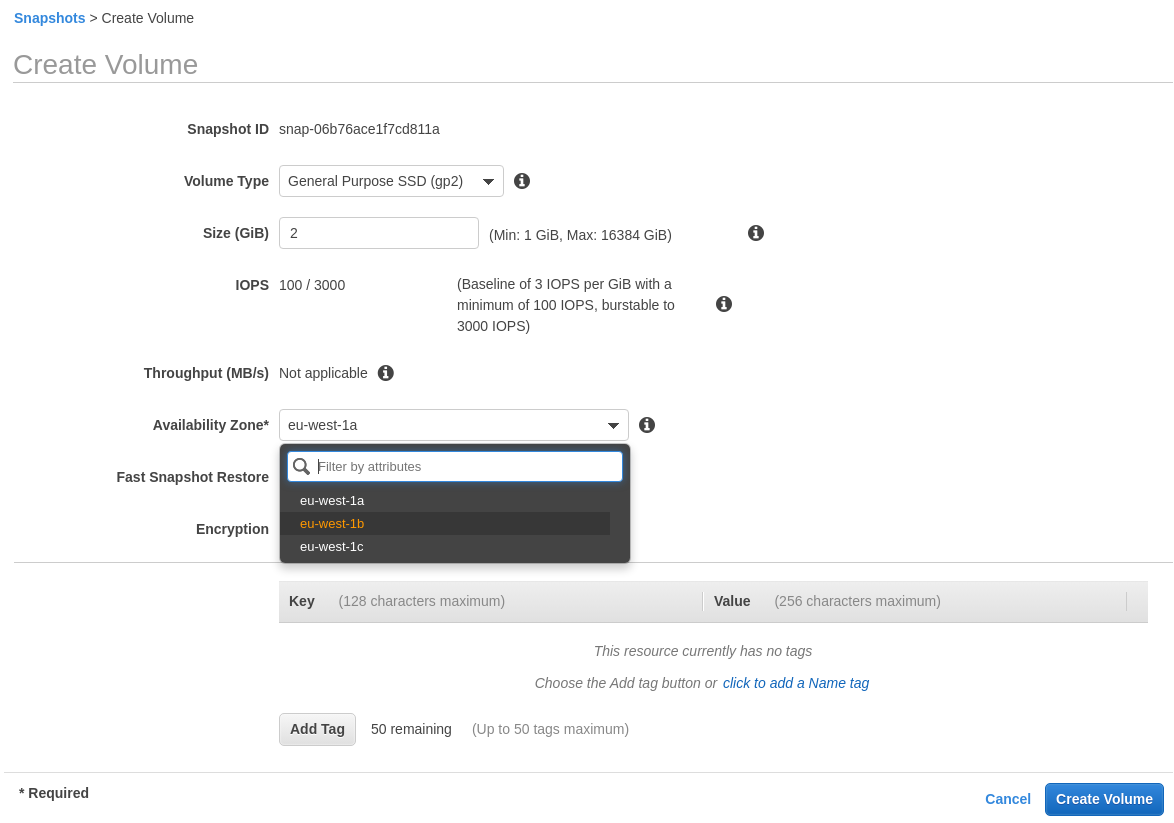 Snapshots > Create Volume
Create Volume
Snapshot ID snap-06b76ace1f7cd811a
Volume Type General Purpose SSD (gp2)
Size (GiB) 2 (Min: 1 GiB, Max: 16384 GiB)
IOPS 100 / 3000 (Baseline of 3 IOPS per GiB with a
minimum of 100 IOPS, burstable to
3000 IOPS)
Throughput (MB/s) Not applicable
Availability Zone* eu-west-1a
Filter by attributes
Fast Snapshot Restore
eu-west-1a
eu-west-1b
Encryption
eu-west-1c
Key (128 characters maximum) Value (256 characters maximum)
This resource currently has no tags
Choose the Add tag button or click to add a Name tag
Add Tag 50 remaining (Up to 50 tags maximum)
* Required
Cancel Create Volume